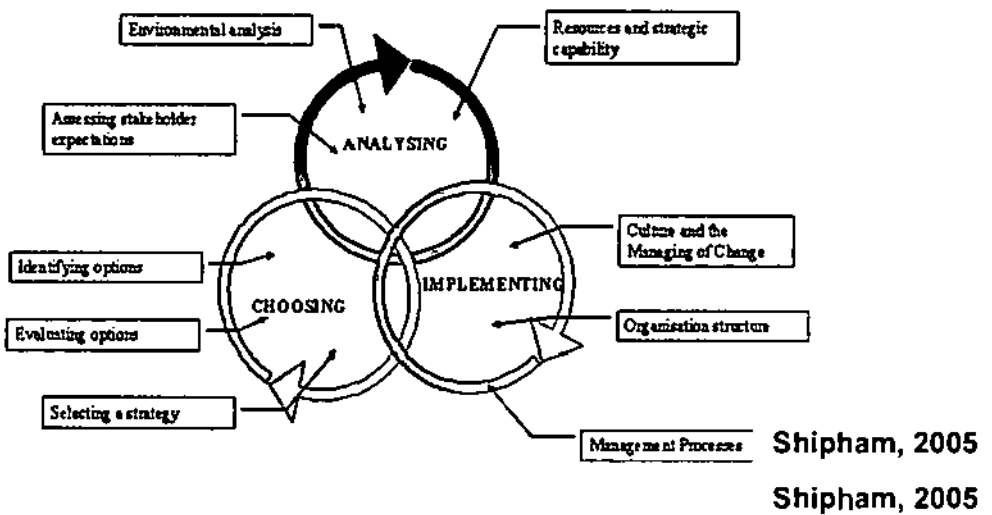 Environmental analysis
Resources and strategic
capability
Assessing stakeholder
expectations
ANALYSING
Culture and the
Managing of Change
Identifying options
IMPLEMENTING
CHOOSING
Evaluating options
Organisation structure
Selecting a strategy
Management Processes
Shipham, 2005
Shipham, 2005